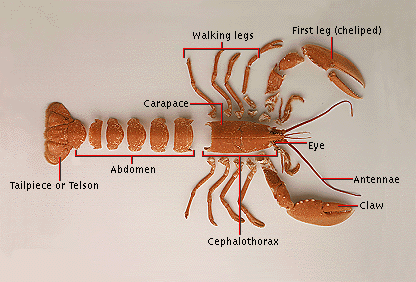 Walking legs
First leg (cheliped)
Carapace
Eye
Abdomen
Tailpiece or Telson
Antennae
Claw
Cephalothorax